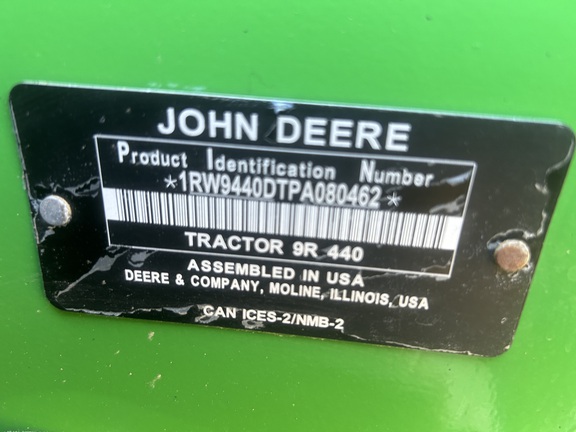 JOHN DEERE
Product Identification Number
*1RW9440DTPA080462*
TRACTOR 9R 440
ASSEMBLED IN USA
DEERE & COMPANY, MOLINE, ILLINOIS, USA
CAN ICES-2/NMB-2